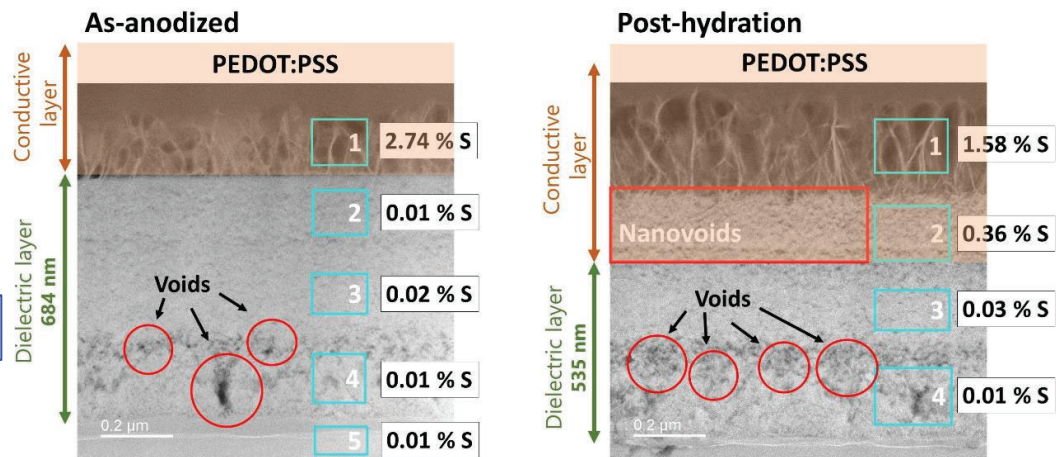 As-anodized
PEDOT:PSS
Conductive
layer
1
2.74 % S
2
0.01 % S
Dielectric layer
684 nm
3
0.02 % S
Voids
4
0.01 % S
0.2 µm
5
0.01 % S
Post-hydration
PEDOT:PSS
Conductive
layer
1
1.58 % S
Nanovoids
2
0.36 % S
Dielectric layer
535 nm
3
0.03 % S
Voids
4
0.01 % S
0.2 µm